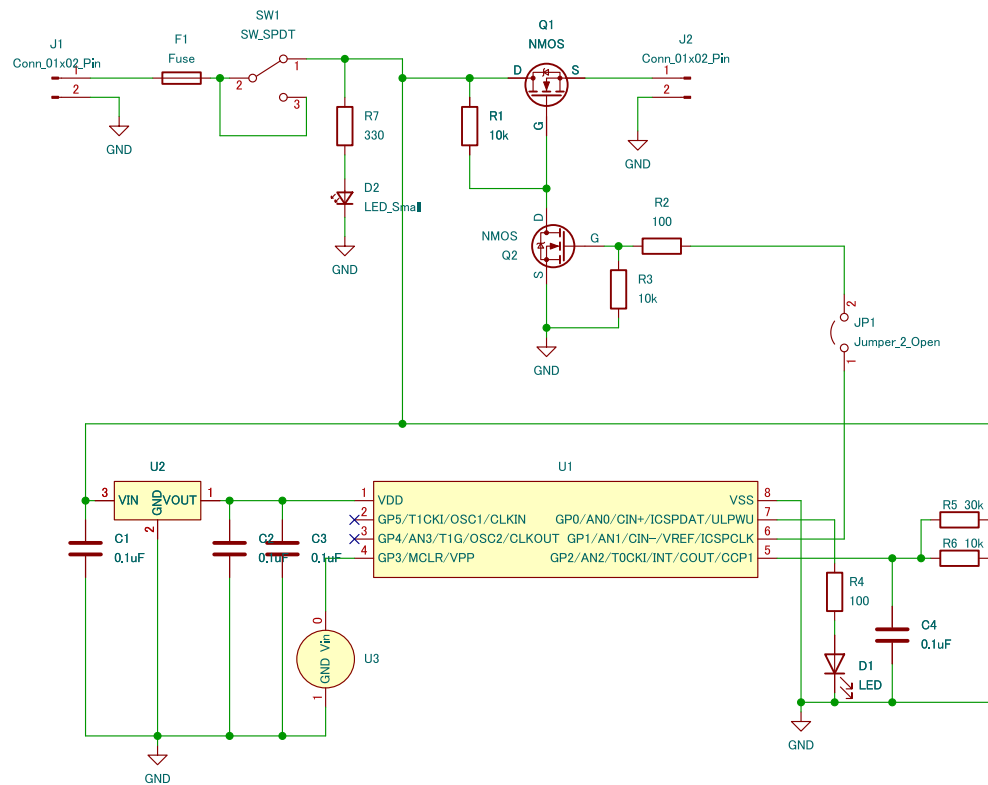 J1
Conn_01x02_Pin
1
2
GND
F1
Fuse
SW1
SW_SPDT
2
1
3
R7
330
D2
LED_Small
GND
R1
10k
Q1
NMOS
D
S
G
J2
Conn_01x02_Pin
1
2
GND
NMOS
Q2
D
G
S
R2
100
R3
10k
GND
2
JP1
Jumper_2_Open
1
U2
3
VIN
GND
VOUT
1
2
C1
0.1uF
C2
0.1uF
C3
0.1uF
GND
U1
1
VDD
2
GP5/T1CKI/OSC1/CLKIN
3
GP4/AN3/T1G/OSC2/CLKOUT
4
GP3/MCLR/VPP
VSS
8
GP0/AN0/CIN+/ICSPDAT/ULPWU
7
GP1/AN1/CIN-/VREF/ICSPCLK
6
GP2/AN2/T0CKI/INT/COUT/CCP1
5
0
GND Vin
1
U3
R4
100
D1
LED
C4
0.1uF
R5 30k
R6 10k
GND